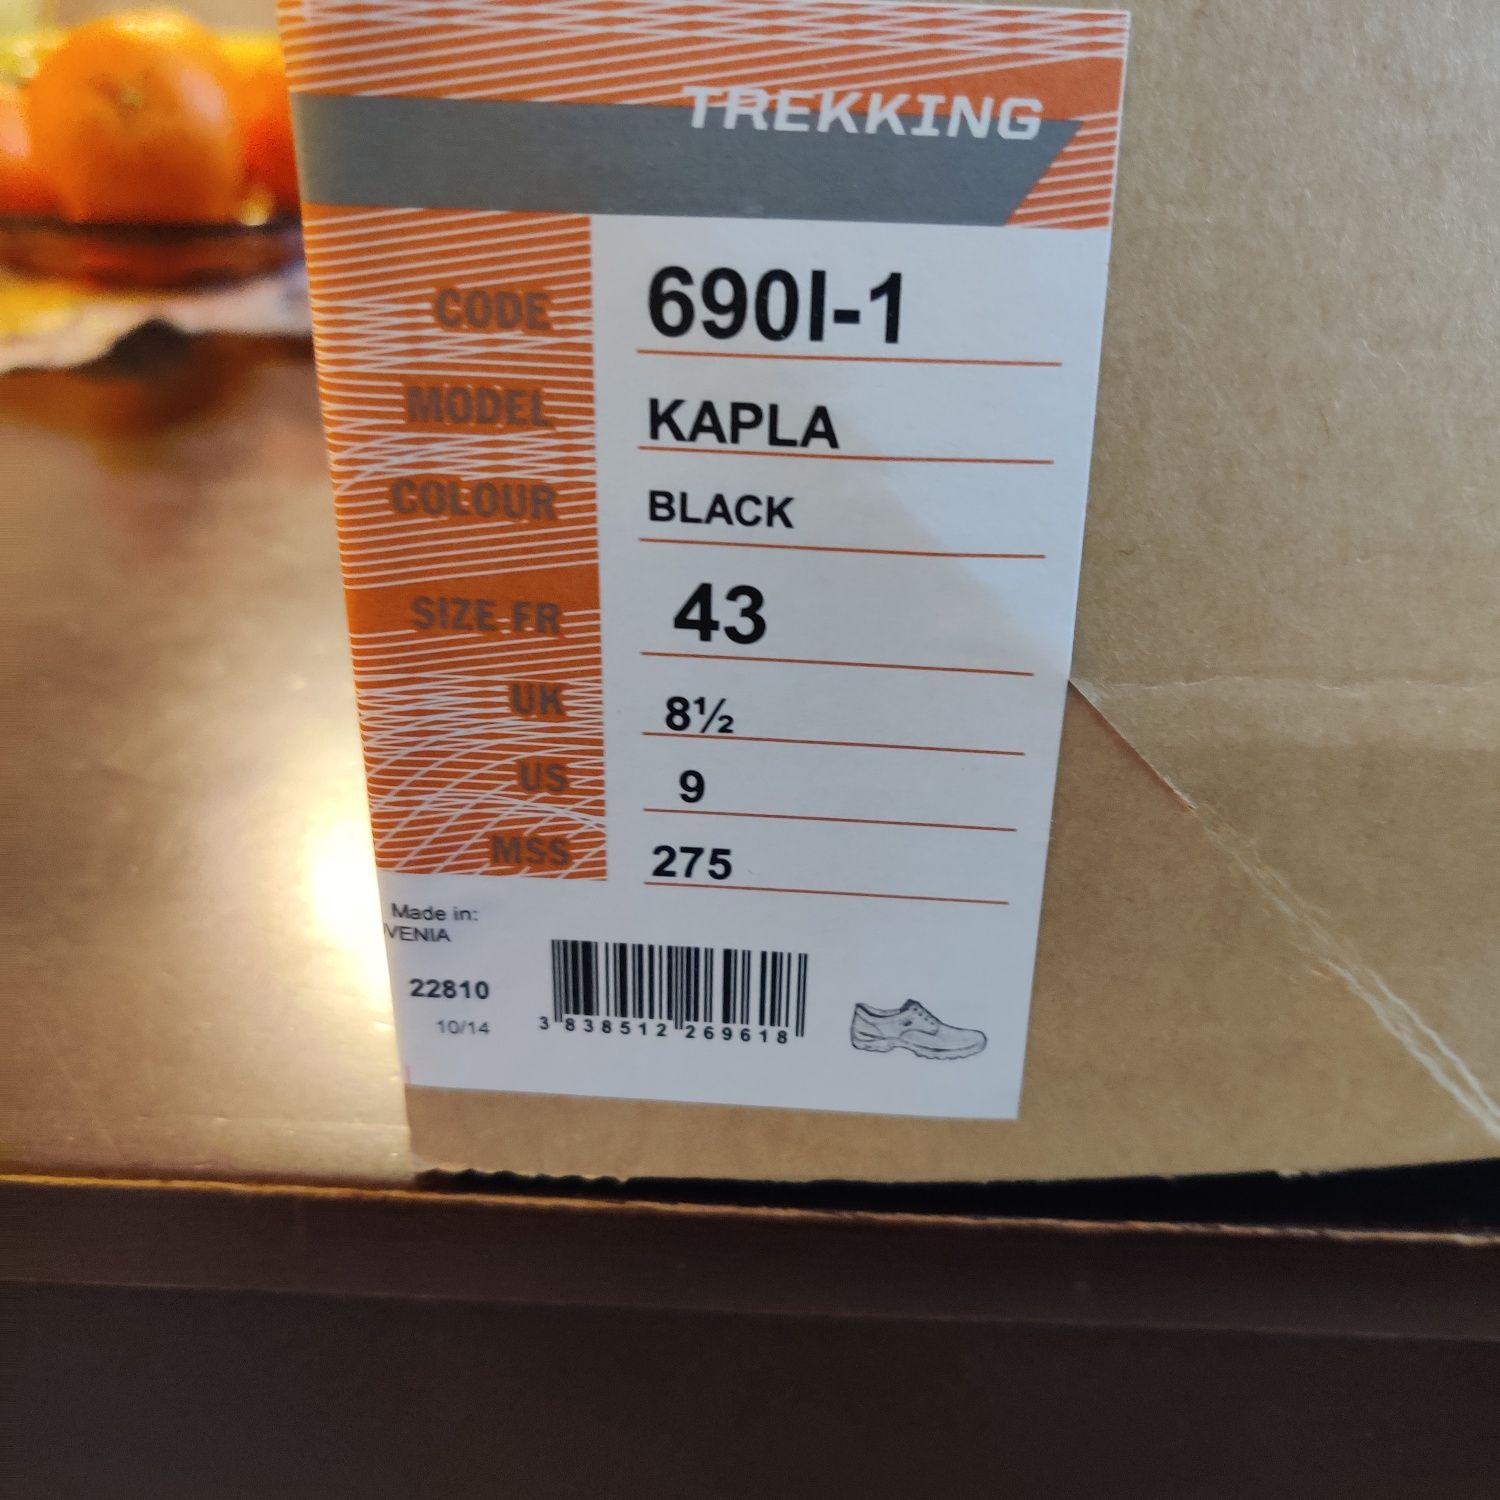 TREKKING
CODE 690I-1
MODEL KAPLA
COLOUR BLACK
SIZE FR 43
UK 8½
US 9
MSS 275
Made in:
VENIA
22810
10/14
3 838512 269618